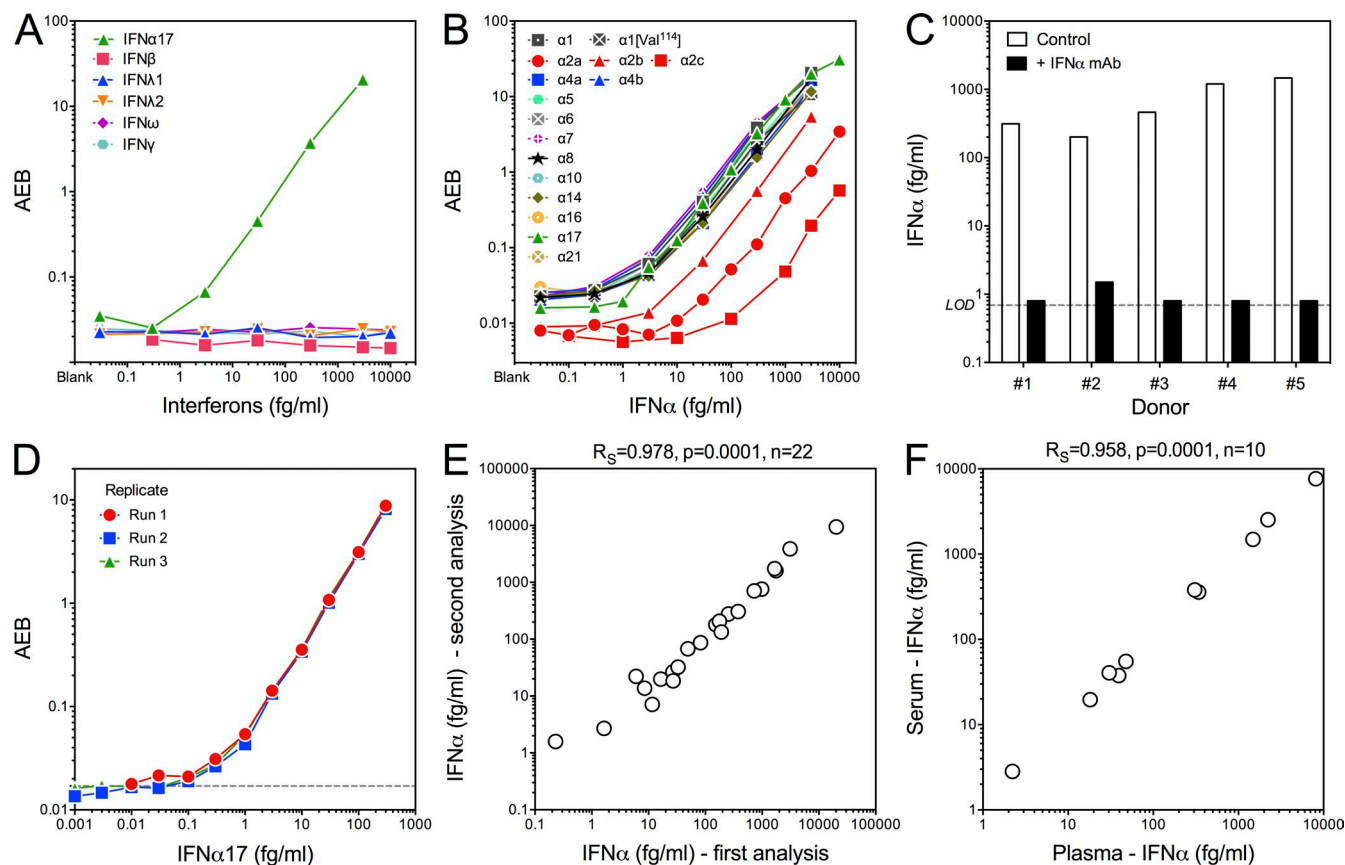 A
AEB
100
10
1
0.1
Blank
0.1
1
10
100
1000
10000
Interferons (fg/ml)
IFNα17
IFNβ
IFNλ1
IFNλ2
IFNω
IFNγ
B
AEB
100
10
1
0.1
0.01
Blank
0.1
1
10
100
1000
10000
IFNα (fg/ml)
α1 α1[Val¹¹⁴]
α2a α2b α2c
α4a α4b
α5
α6
α7
α8
α10
α14
α16
α17
α21
C
IFNα (fg/ml)
Control
+ IFNα mAb
10000
1000
100
10
1
LOD
0.1
#1
#2
#3
#4
#5
Donor
D
AEB
10
1
0.1
0.01
Replicate
Run 1
Run 2
Run 3
0.001
0.01
0.1
1
10
100
1000
IFNα17 (fg/ml)
E
Rₛ=0.978, p=0.0001, n=22
IFNα (fg/ml) - second analysis
100000
10000
1000
100
10
1
0.1
0.1
1
10
100
1000
10000
100000
IFNα (fg/ml) - first analysis
F
Rₛ=0.958, p=0.0001, n=10
Serum - IFNα (fg/ml)
10000
1000
100
10
1
1
10
100
1000
10000
Plasma - IFNα (fg/ml)